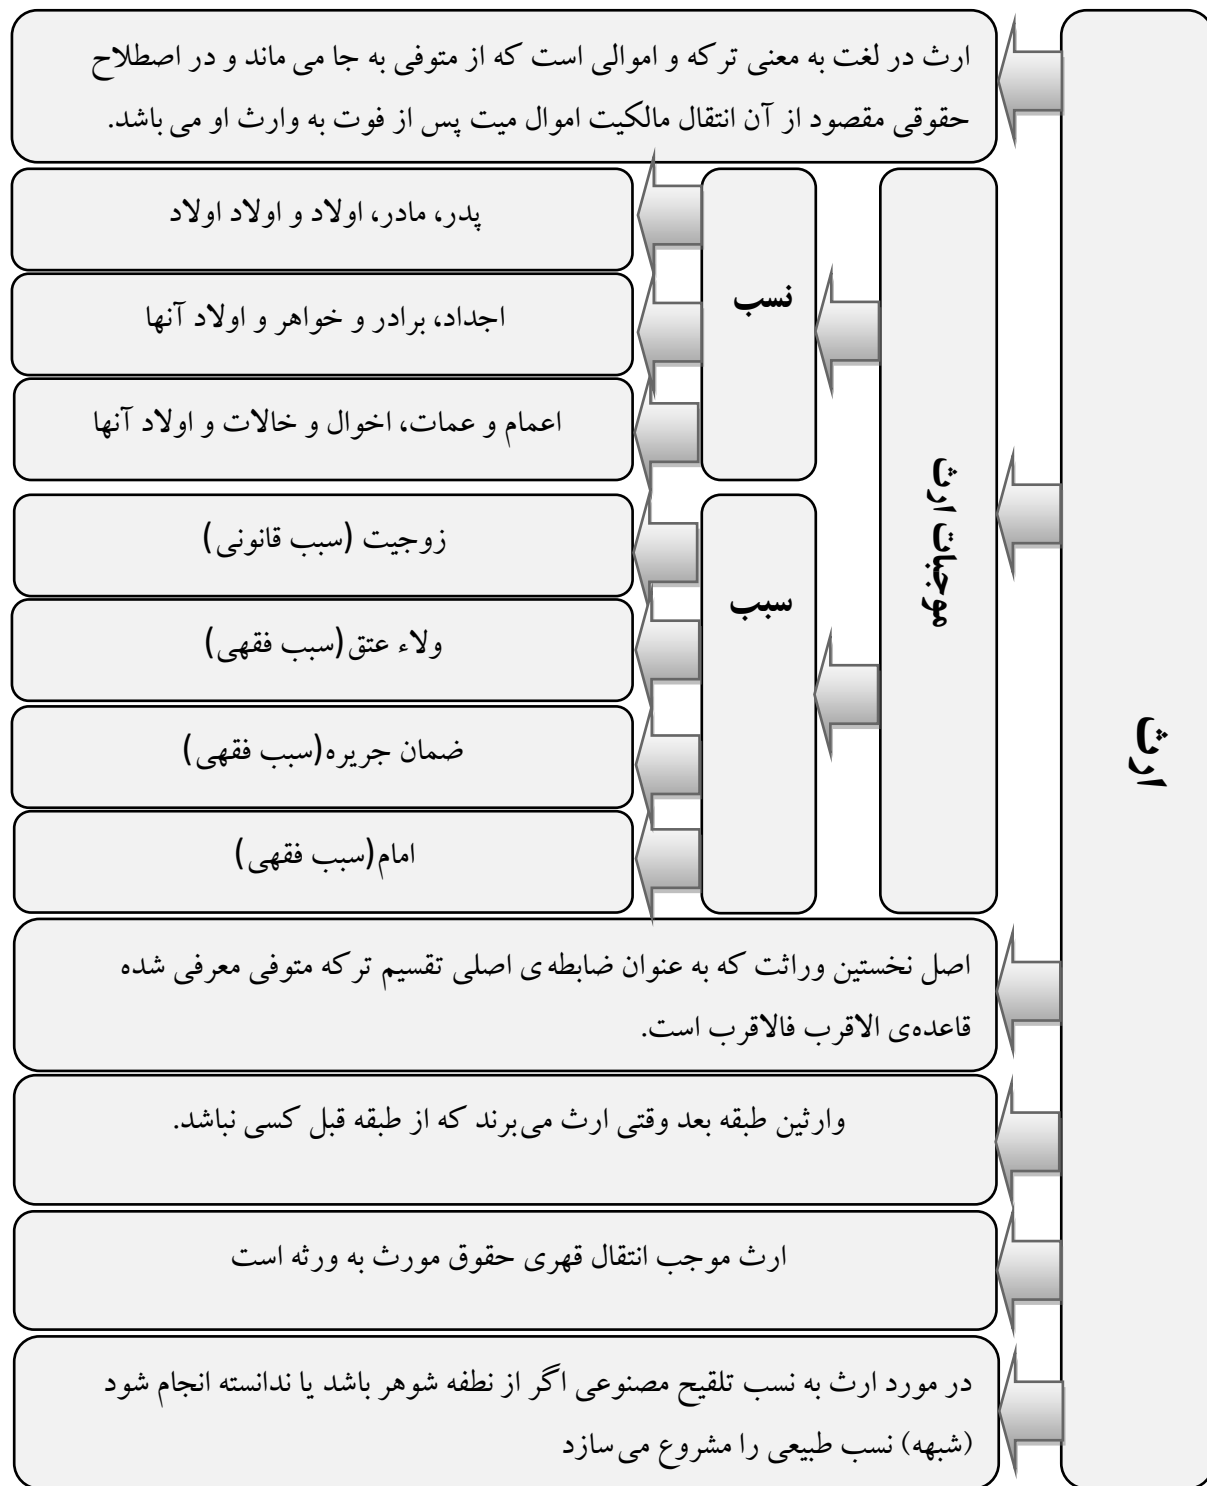 ارث
ارث در لغت به معنی ترکه و اموالی است که از متوفی به جا می ماند و در اصطلاح
حقوقی مقصود از آن انتقال مالکیت اموال میت پس از فوت به وارث او می باشد.
موجبات ارث
نسب
پدر، مادر، اولاد و اولاد اولاد
اجداد، برادر و خواهر و اولاد آنها
اعمام و عمات، اخوال و خالات و اولاد آنها
سبب
زوجیت (سبب قانونی)
ولاء عتق(سبب فقهی)
ضمان جریره(سبب فقهی)
امام(سبب فقهی)
اصل نخستین وراثت که به عنوان ضابطه ی اصلی تقسیم ترکه متوفی معرفی شده
قاعده‌ی الاقرب فالاقرب است.
وارثین طبقه بعد وقتی ارث می‌برند که از طبقه قبل کسی نباشد.
ارث موجب انتقال قهری حقوق مورث به ورثه است
در مورد ارث به نسب تلقیح مصنوعی اگر از نطفه شوهر باشد یا ندانسته انجام شود
(شبهه) نسب طبیعی را مشروع می‌سازد